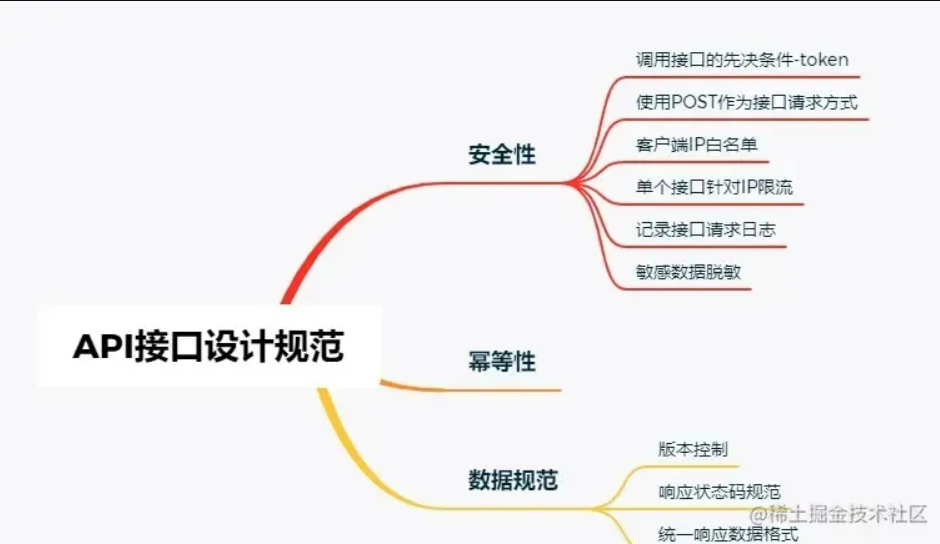 API接口设计规范
安全性
调用接口的先决条件-token
使用POST作为接口请求方式
客户端IP白名单
单个接口针对IP限流
记录接口请求日志
敏感数据脱敏
幂等性
数据规范
版本控制
响应状态码规范
统一响应数据格式
@稀土掘金技术社区